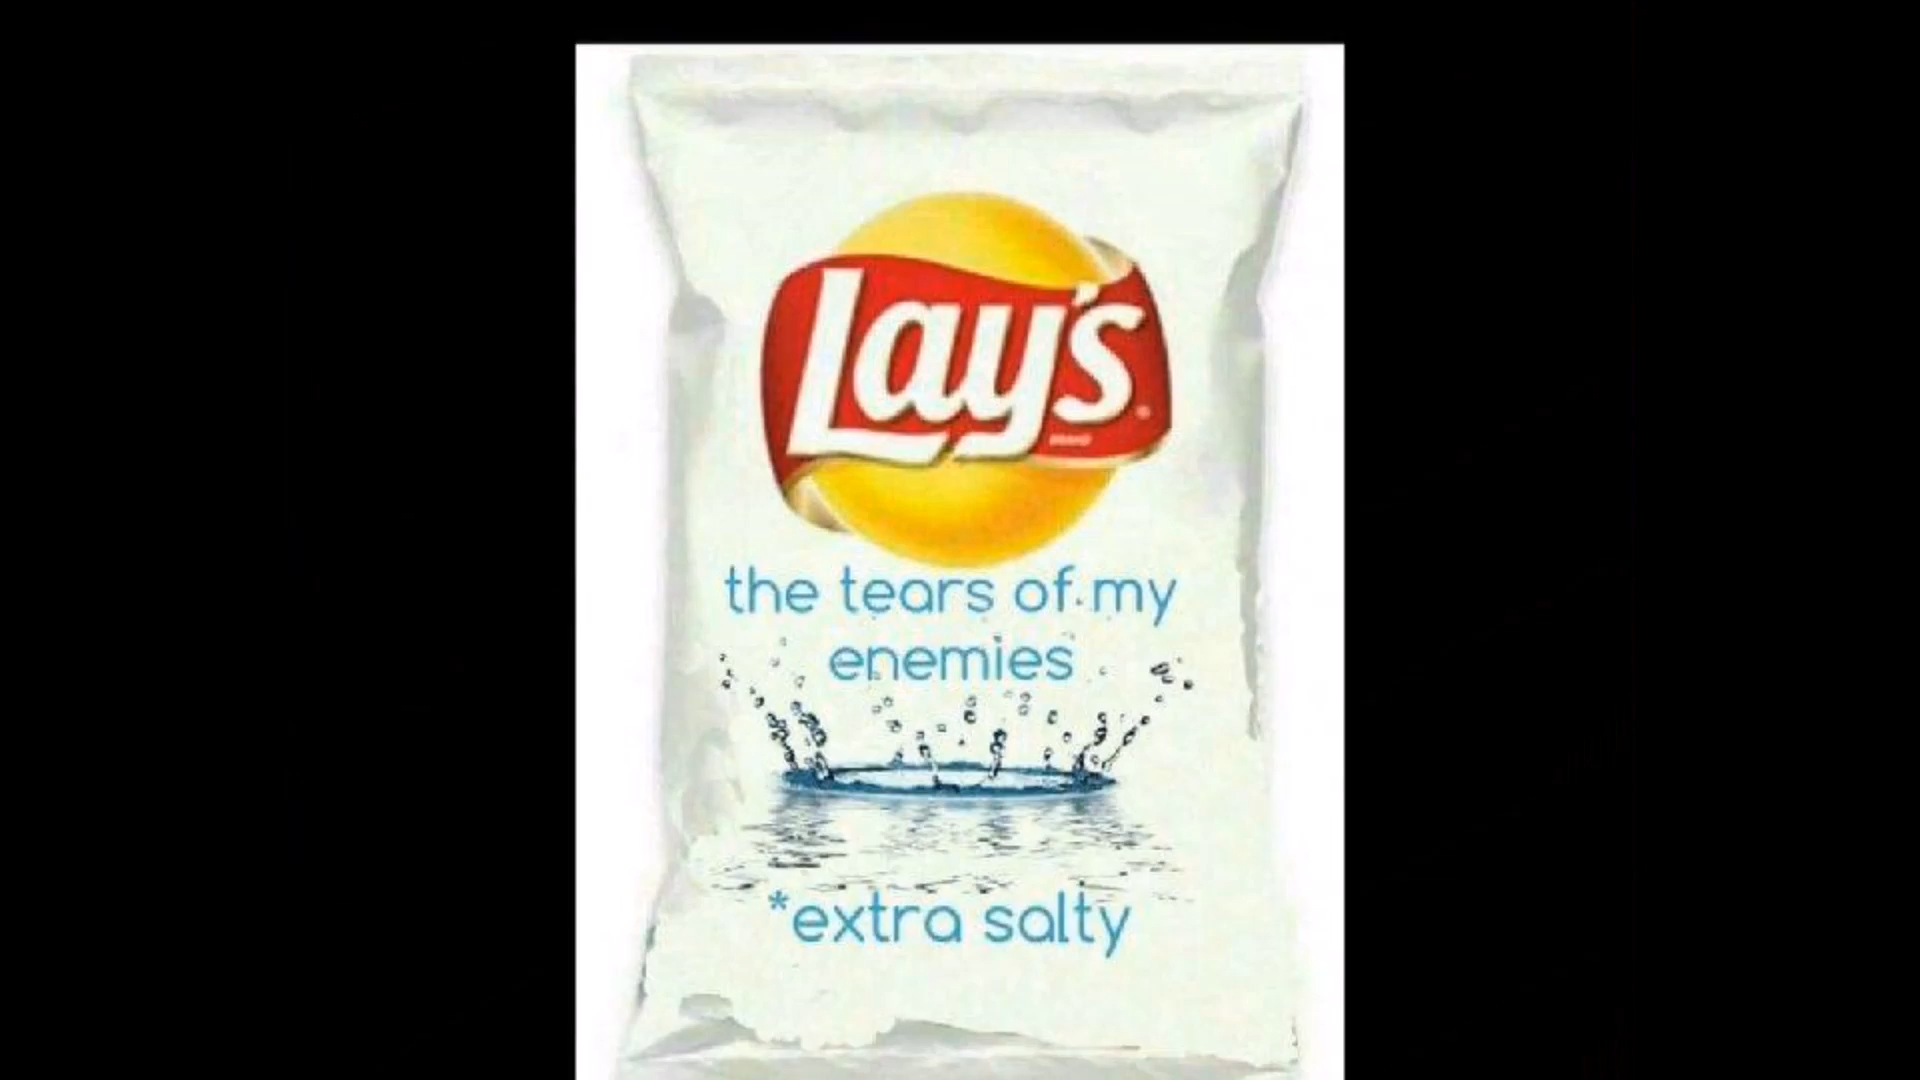 Lay's
the tears of my
enemies
*extra salty